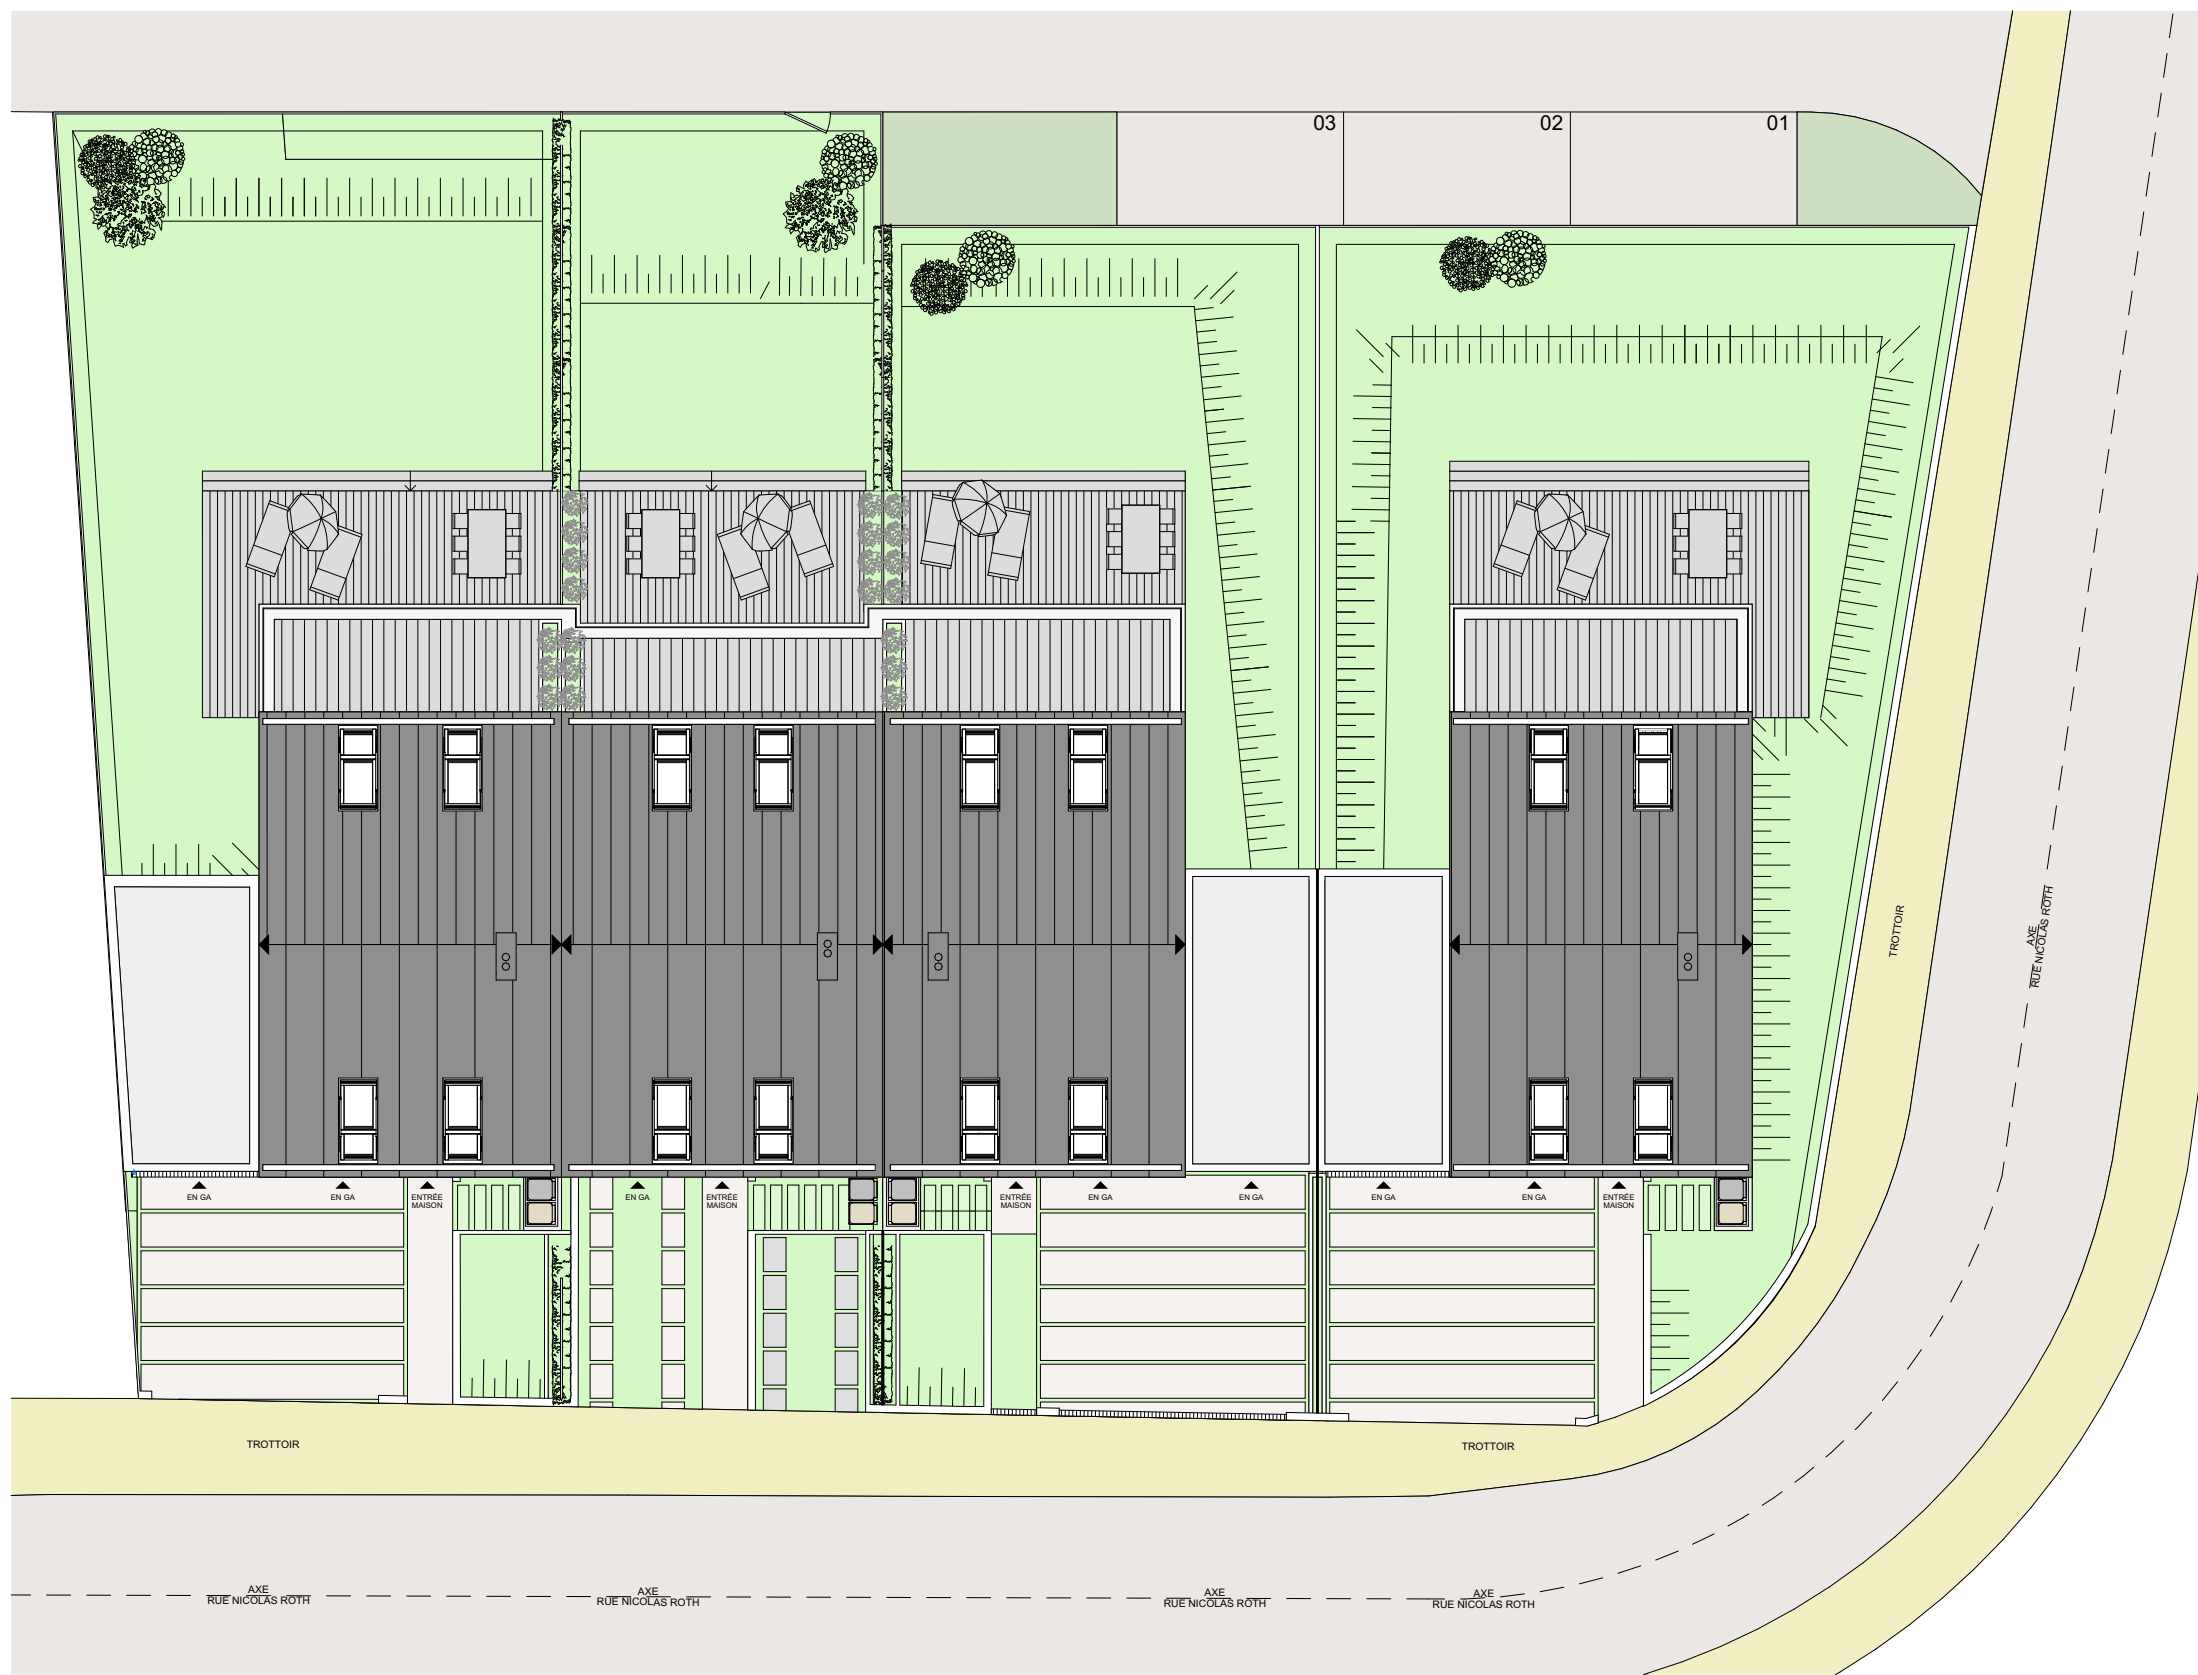 03
02
01
TROTTOIR
AXE
RUE NICOLAS ROTH
EN GA
EN GA
ENTRÉE
MAISON
EN GA
ENTRÉE
MAISON
ENTRÉE
MAISON
EN GA
EN GA
EN GA
EN GA
ENTRÉE
MAISON
TROTTOIR
TROTTOIR
AXE
RUE NICOLAS ROTH
AXE
RUE NICOLAS ROTH
AXE
RUE NICOLAS ROTH
AXE
RUE NICOLAS ROTH